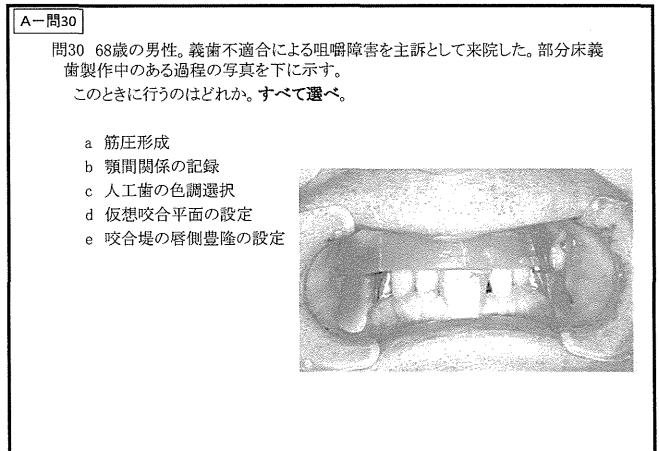 A－問30
問30 68歳の男性。義歯不適合による咀嚼障害を主訴として来院した。部分床義
歯製作中のある過程の写真を下に示す。
このときに行うのはどれか。すべて選べ。
a 筋圧形成
b 顎間関係の記録
c 人工歯の色調選択
d 仮想咬合平面の設定
e 咬合堤の唇側豊隆の設定